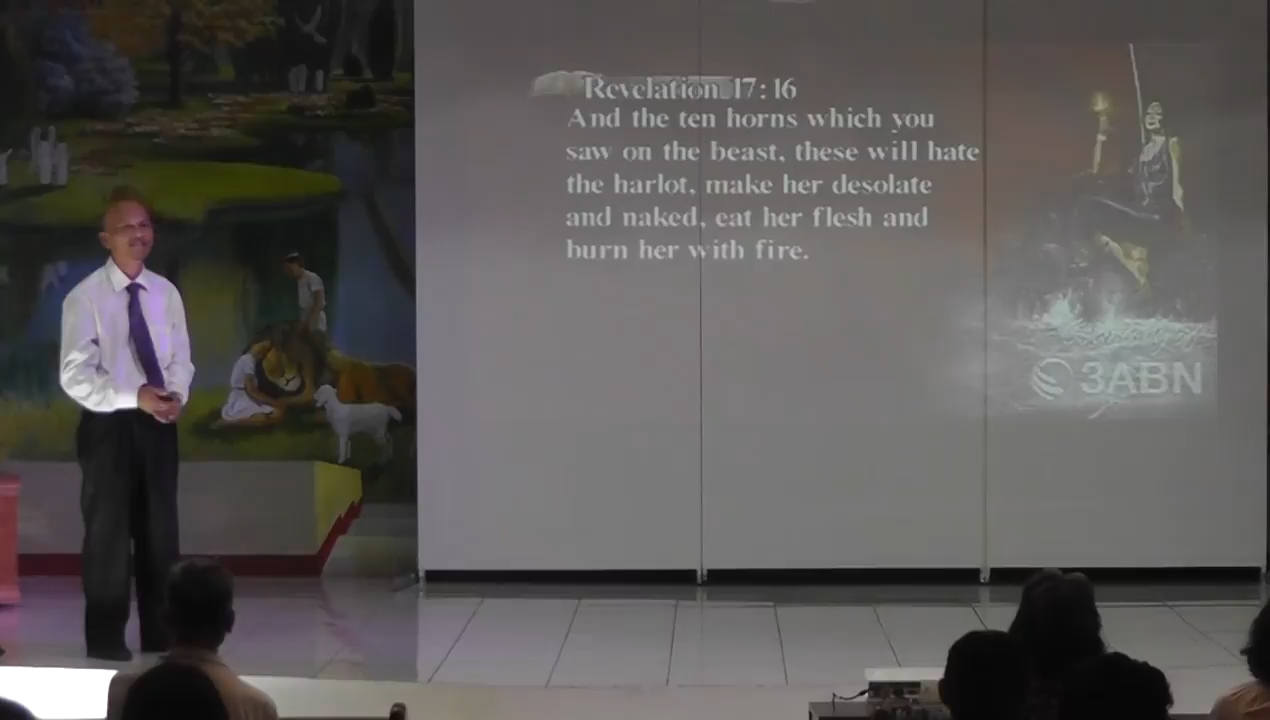 Revelation 17:16
And the ten horns which you
saw on the beast, these will hate
the harlot, make her desolate
and naked, eat her flesh and
burn her with fire.
3ABN